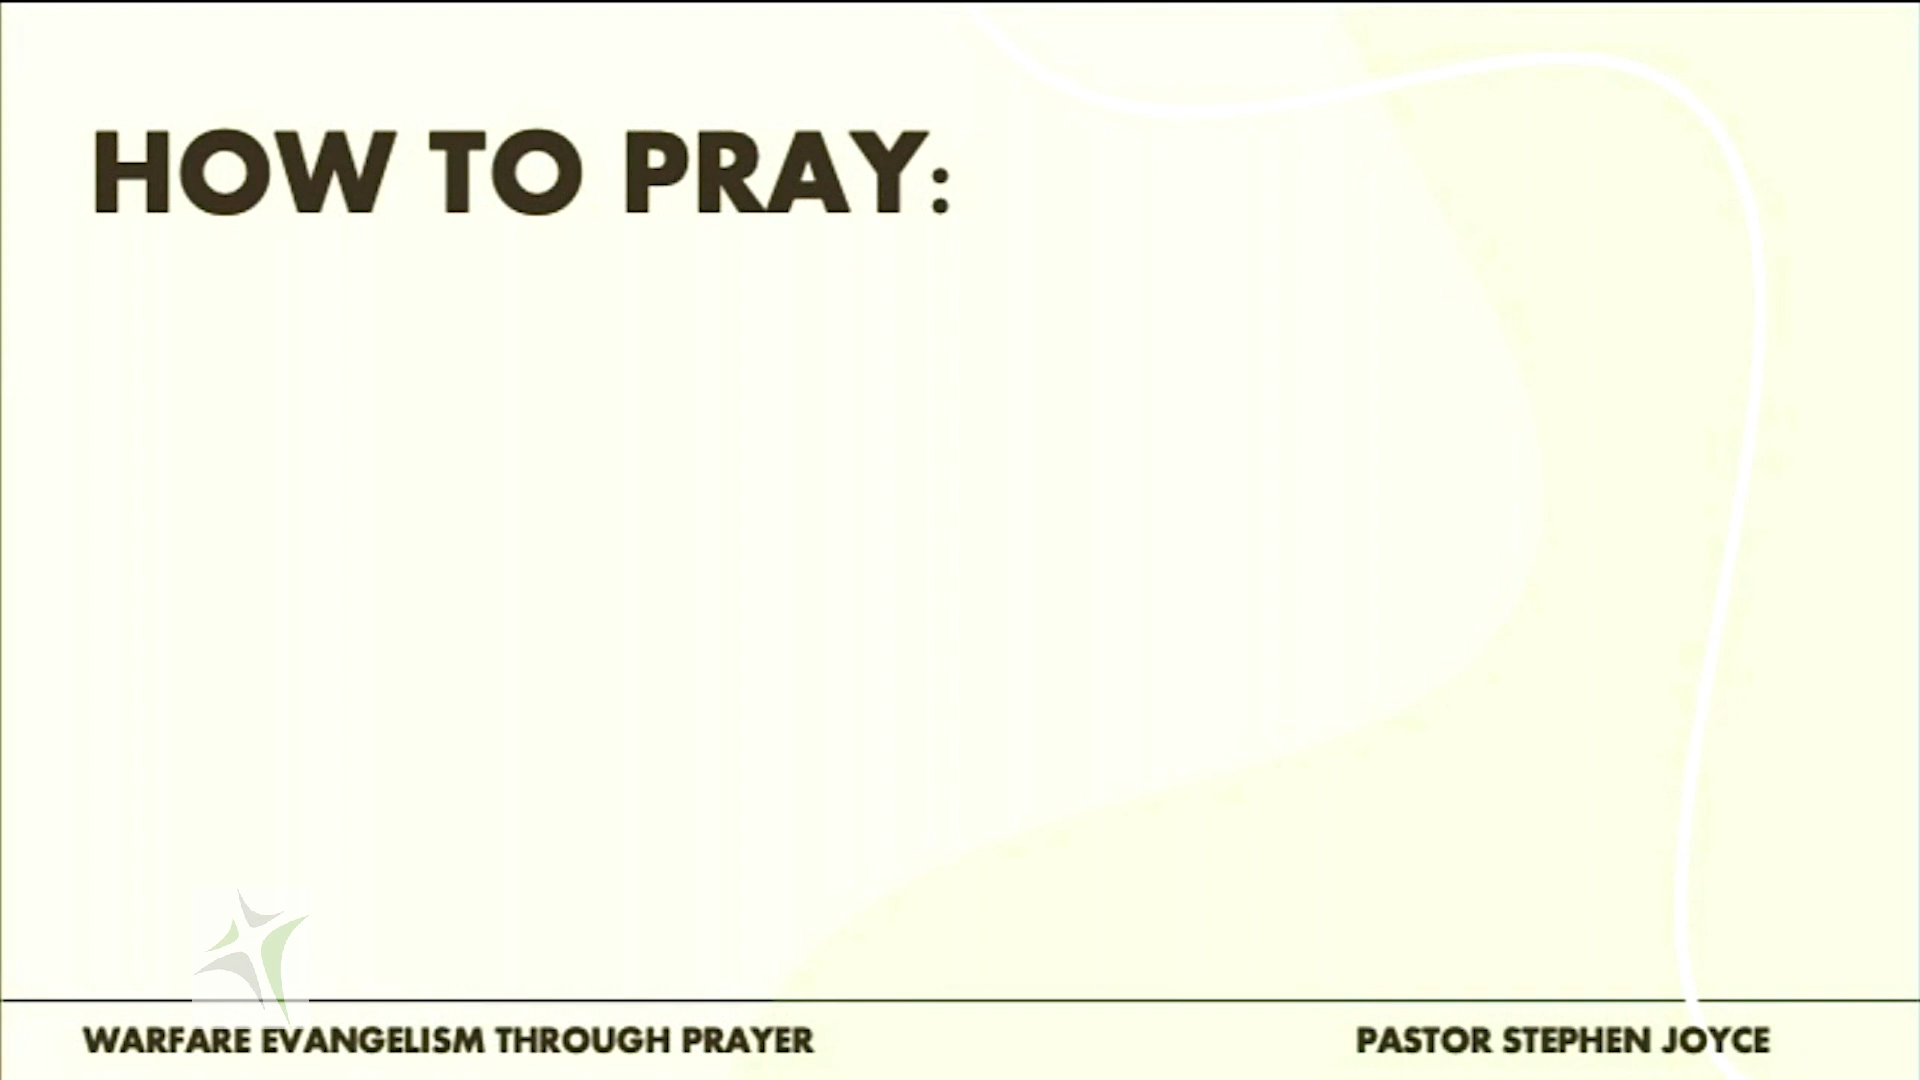 HOW TO PRAY:
WARFARE EVANGELISM THROUGH PRAYER
PASTOR STEPHEN JOYCE